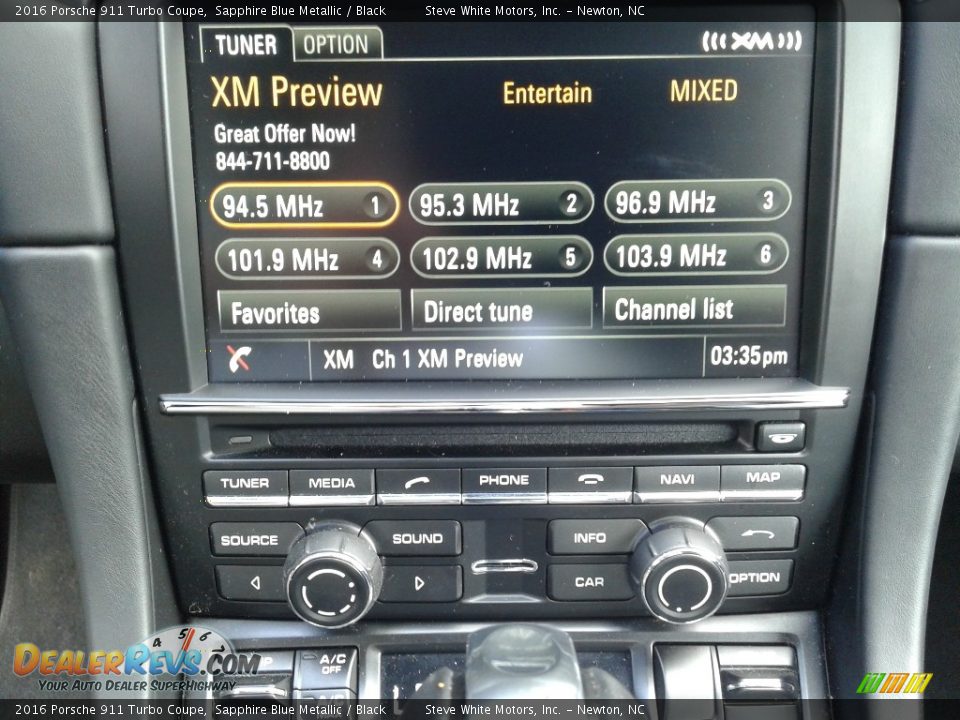 2016 Porsche 911 Turbo Coupe,  Sapphire Blue Metallic / Black     Steve White Motors, Inc. - Newton, NC
TUNER OPTION (((XM)))
XM Preview Entertain MIXED
Great Offer Now!
844-711-8800
94.5 MHz 1 95.3 MHz 2 96.9 MHz 3
101.9 MHz 4 102.9 MHz 5 103.9 MHz 6
Favorites Direct tune Channel list
XM Ch 1 XM Preview 03:35pm
TUNER MEDIA PHONE NAVI MAP
SOURCE SOUND INFO
CAR OPTION
A/C
OFF
4 5 6
DEALERREVS.COM
YOUR AUTO DEALER SUPERHIGHWAY
2016 Porsche 911 Turbo Coupe,  Sapphire Blue Metallic / Black     Steve White Motors, Inc. - Newton, NC